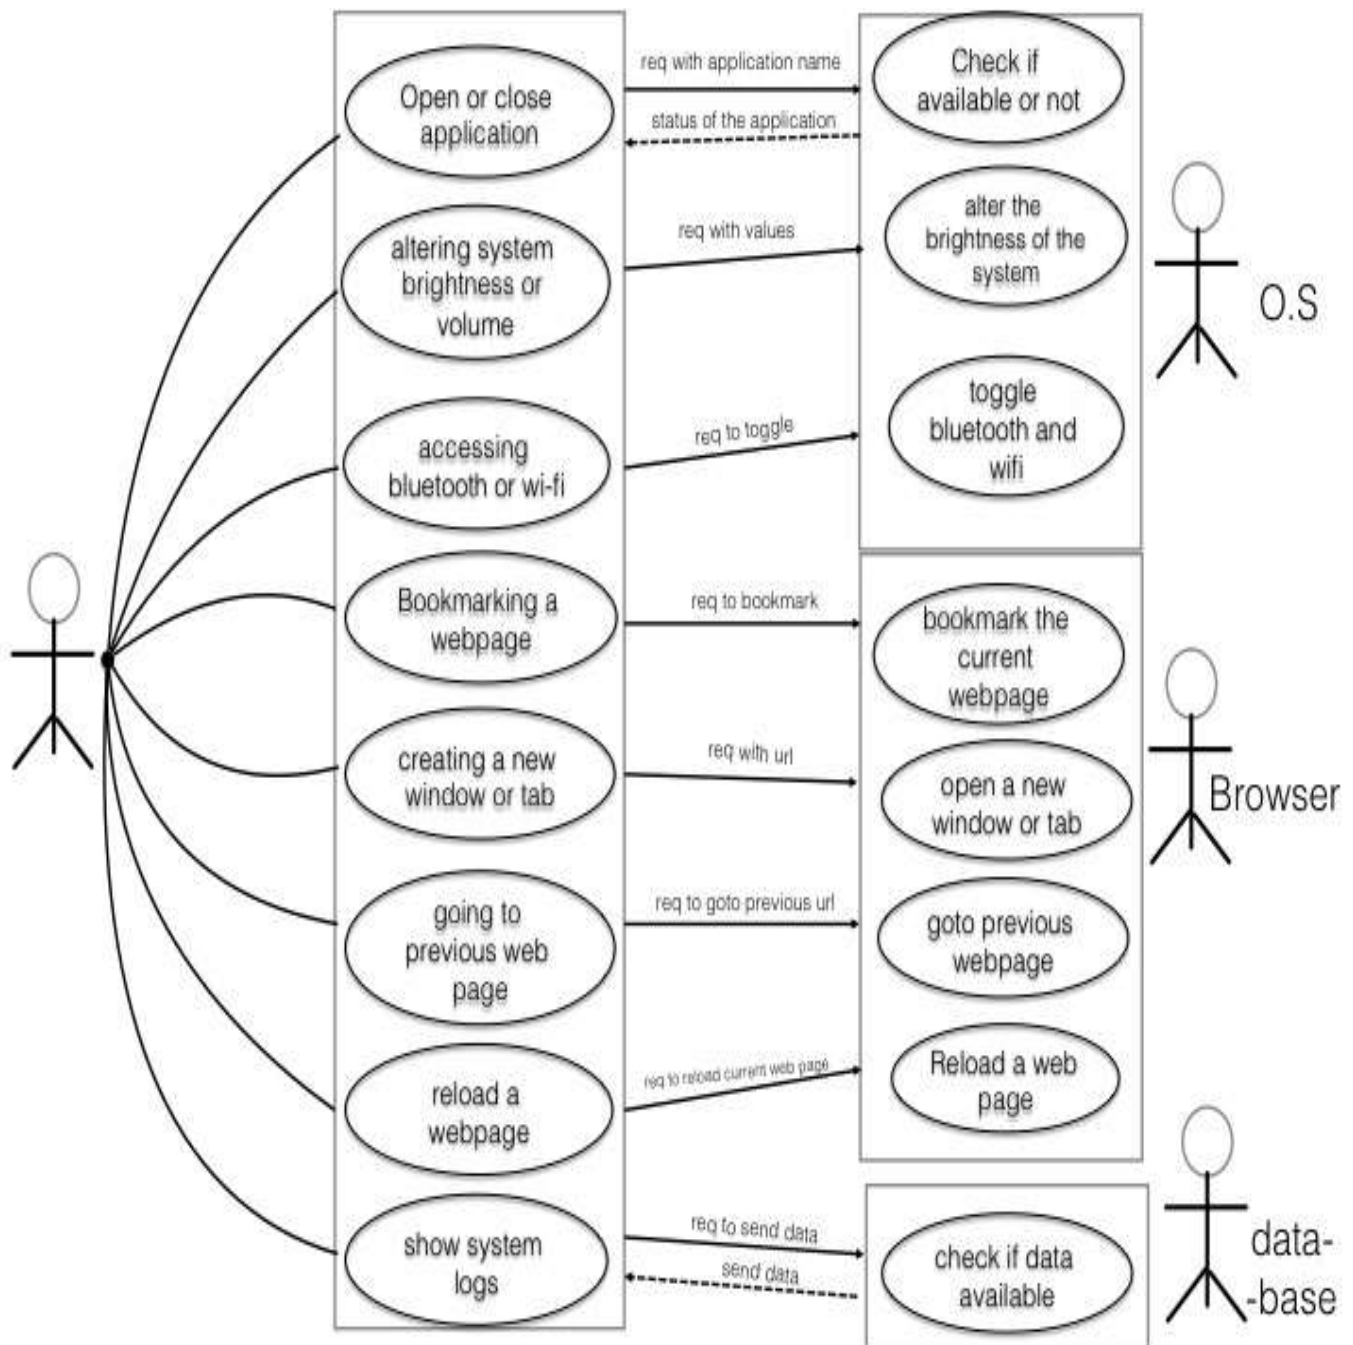 Open or close
application
req with application name
status of the application
Check if
available or not
altering system
brightness or
volume
req with values
alter the
brightness of the
system
O.S
accessing
bluetooth or wi-fi
req to toggle
toggle
bluetooth and
wifi
Bookmarking a
webpage
req to bookmark
bookmark the
current
webpage
creating a new
window or tab
req with url
open a new
window or tab
Browser
going to
previous web
page
req to goto previous url
goto previous
webpage
reload a
webpage
req to reload current web page
Reload a web
page
show system
logs
req to send data
send data
check if data
available
data-
-base